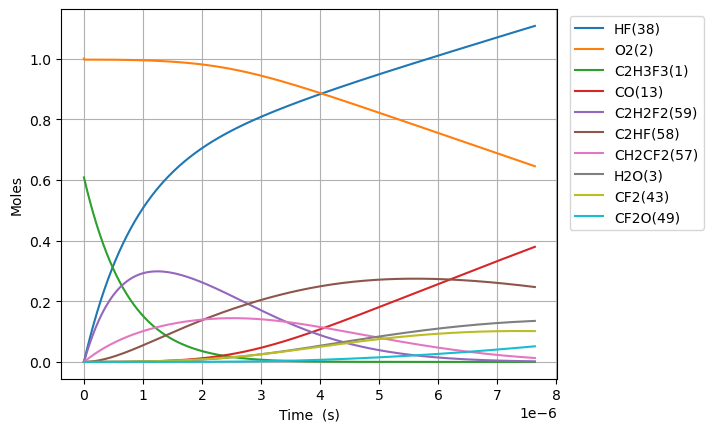 1.0
0.8
0.6
0.4
0.2
0.0
Moles
0 1 2 3 4 5 6 7 8
1e-6
Time (s)
HF(38)
O2(2)
C2H3F3(1)
CO(13)
C2H2F2(59)
C2HF(58)
CH2CF2(57)
H2O(3)
CF2(43)
CF2O(49)